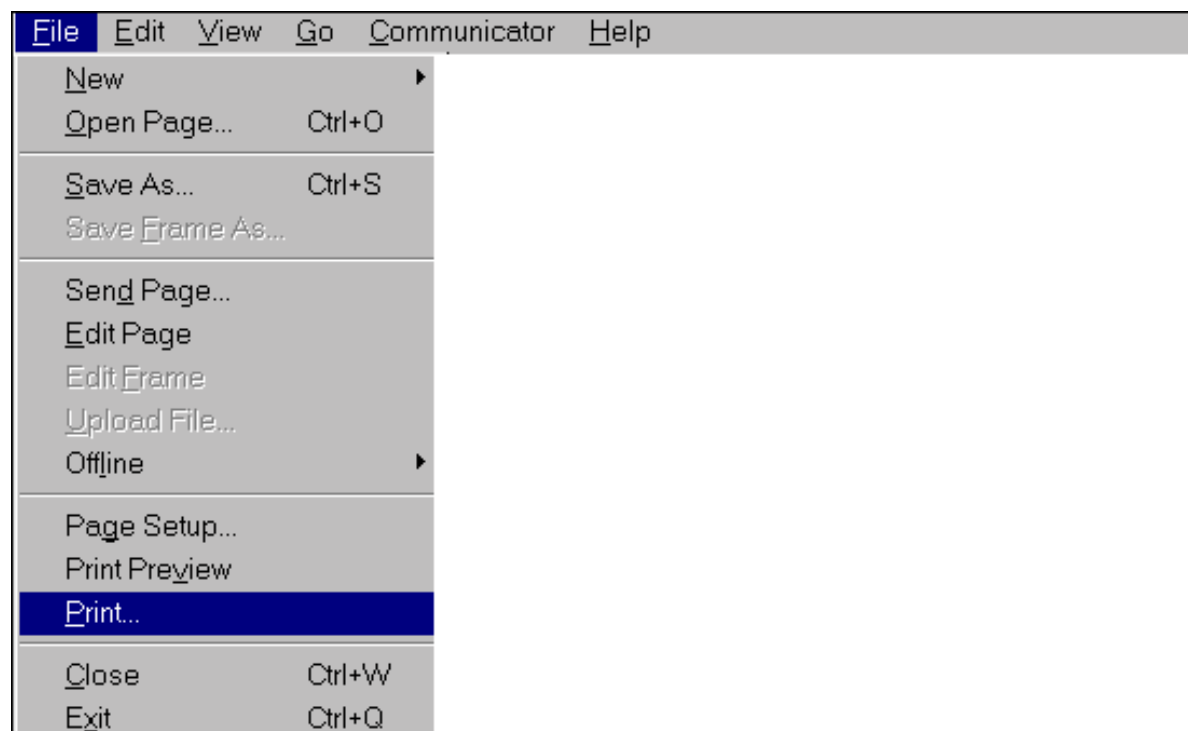 File Edit View Go Communicator Help
New
Open Page... Ctrl+O
Save As... Ctrl+S
Save Frame As...
Send Page...
Edit Page
Edit Frame
Upload File...
Offline
Page Setup...
Print Preview
Print...
Close Ctrl+W
Exit Ctrl+Q